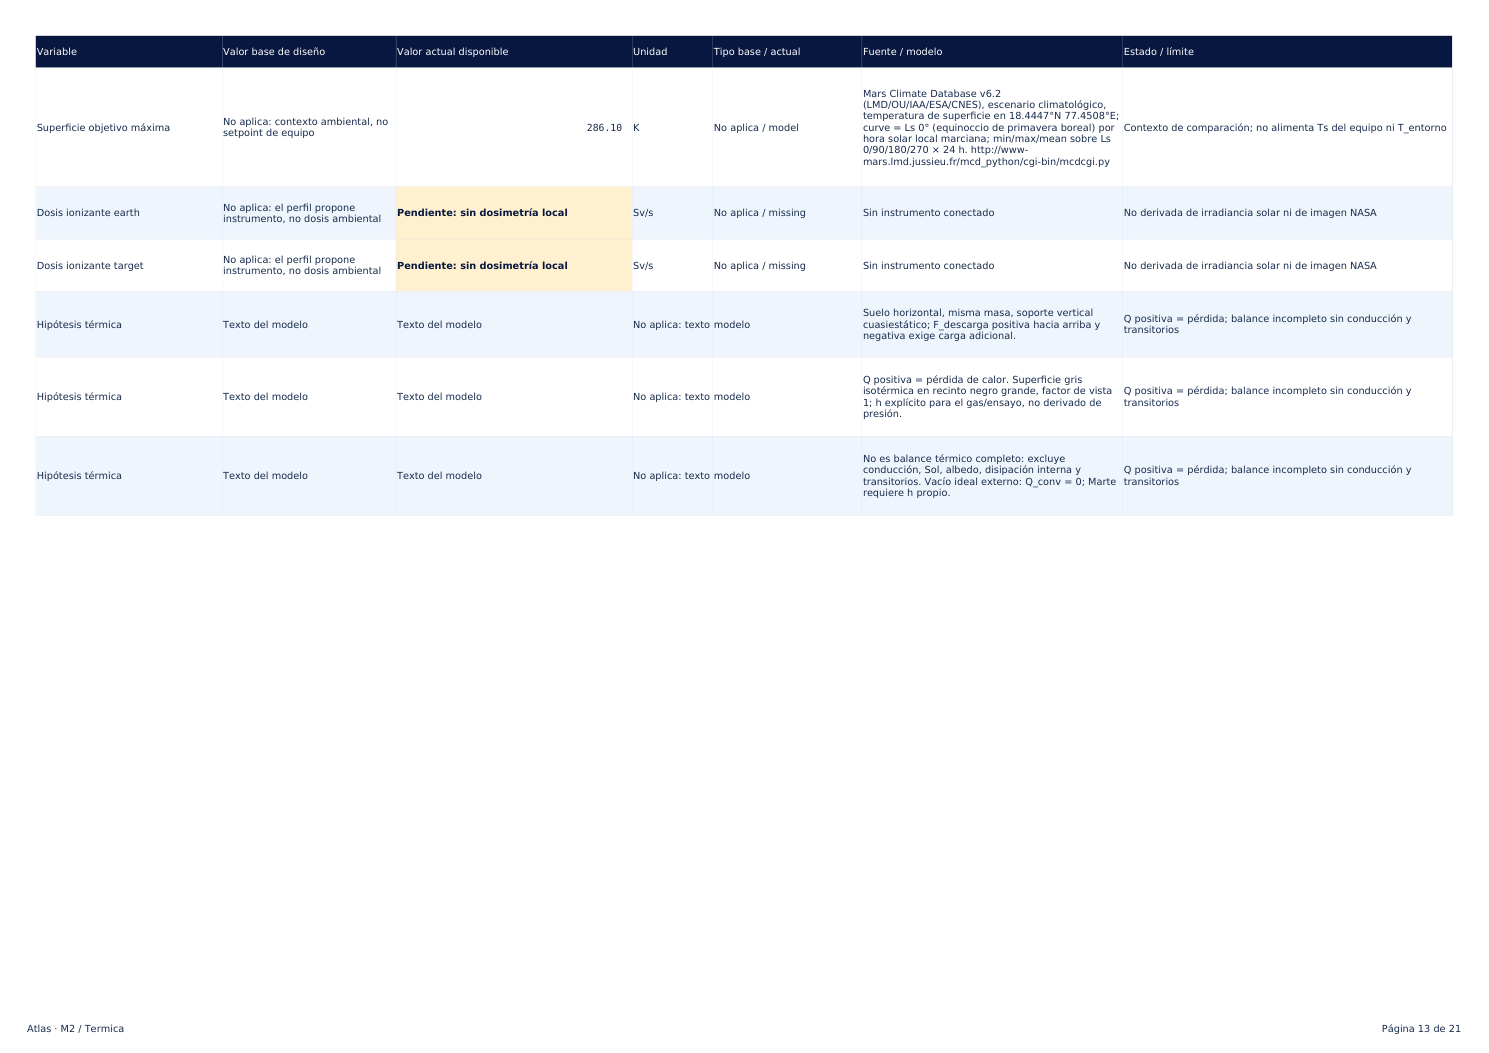 Variable Valor base de diseño Valor actual disponible Unidad Tipo base / actual Fuente / modelo Estado / límite
Superficie objetivo máxima
No aplica: contexto ambiental, no
setpoint de equipo
286.10 K
No aplica / model
Mars Climate Database v6.2
(LMD/OU/IAA/ESA/CNES), escenario climatológico,
temperatura de superficie en 18.4447°N 77.4508°E;
curve = Ls 0° (equinoccio de primavera boreal) por
hora solar local marciana; min/max/mean sobre Ls
0/90/180/270 × 24 h. http://www-
mars.lmd.jussieu.fr/mcd_python/cgi-bin/mcdcgi.py
Contexto de comparación; no alimenta Ts del equipo ni T_entorno
Dosis ionizante earth
No aplica: el perfil propone
instrumento, no dosis ambiental
Pendiente: sin dosimetría local
Sv/s
No aplica / missing
Sin instrumento conectado
No derivada de irradiancia solar ni de imagen NASA
Dosis ionizante target
No aplica: el perfil propone
instrumento, no dosis ambiental
Pendiente: sin dosimetría local
Sv/s
No aplica / missing
Sin instrumento conectado
No derivada de irradiancia solar ni de imagen NASA
Hipótesis térmica
Texto del modelo
Texto del modelo
No aplica: texto modelo
Suelo horizontal, misma masa, soporte vertical
cuasiestático; F_descarga positiva hacia arriba y
negativa exige carga adicional.
Q positiva = pérdida; balance incompleto sin conducción y
transitorios
Hipótesis térmica
Texto del modelo
Texto del modelo
No aplica: texto modelo
Q positiva = pérdida de calor. Superficie gris
isotérmica en recinto negro grande, factor de vista
1; h explícito para el gas/ensayo, no derivado de
presión.
Q positiva = pérdida; balance incompleto sin conducción y
transitorios
Hipótesis térmica
Texto del modelo
Texto del modelo
No aplica: texto modelo
No es balance térmico completo: excluye
conducción, Sol, albedo, disipación interna y
transitorios. Vacío ideal externo: Q_conv = 0; Marte
requiere h propio.
Q positiva = pérdida; balance incompleto sin conducción y
transitorios
Atlas · M2 / Termica
Página 13 de 21